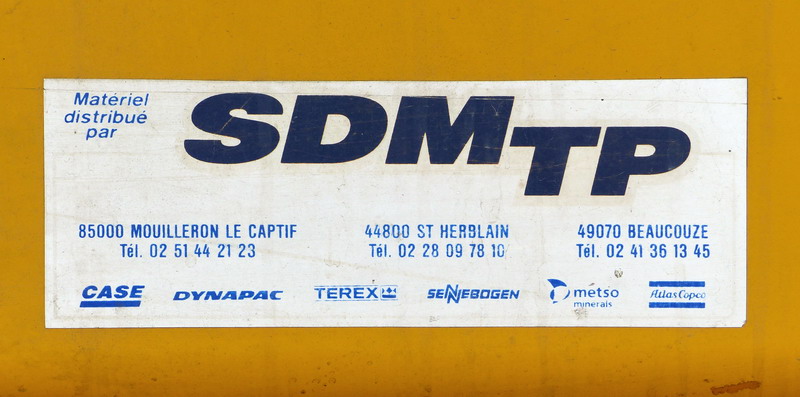 Matériel
distribué
par
SDMTP
85000 MOUILLERON LE CAPTIF
Tél. 02 51 44 21 23
44800 ST HERBLAIN
Tél. 02 28 09 78 10
49070 BEAUCOUZE
Tél. 02 41 36 13 45
CASE
DYNAPAC
TEREX
SENNEBOGEN
metso
minerals
Atlas Copco